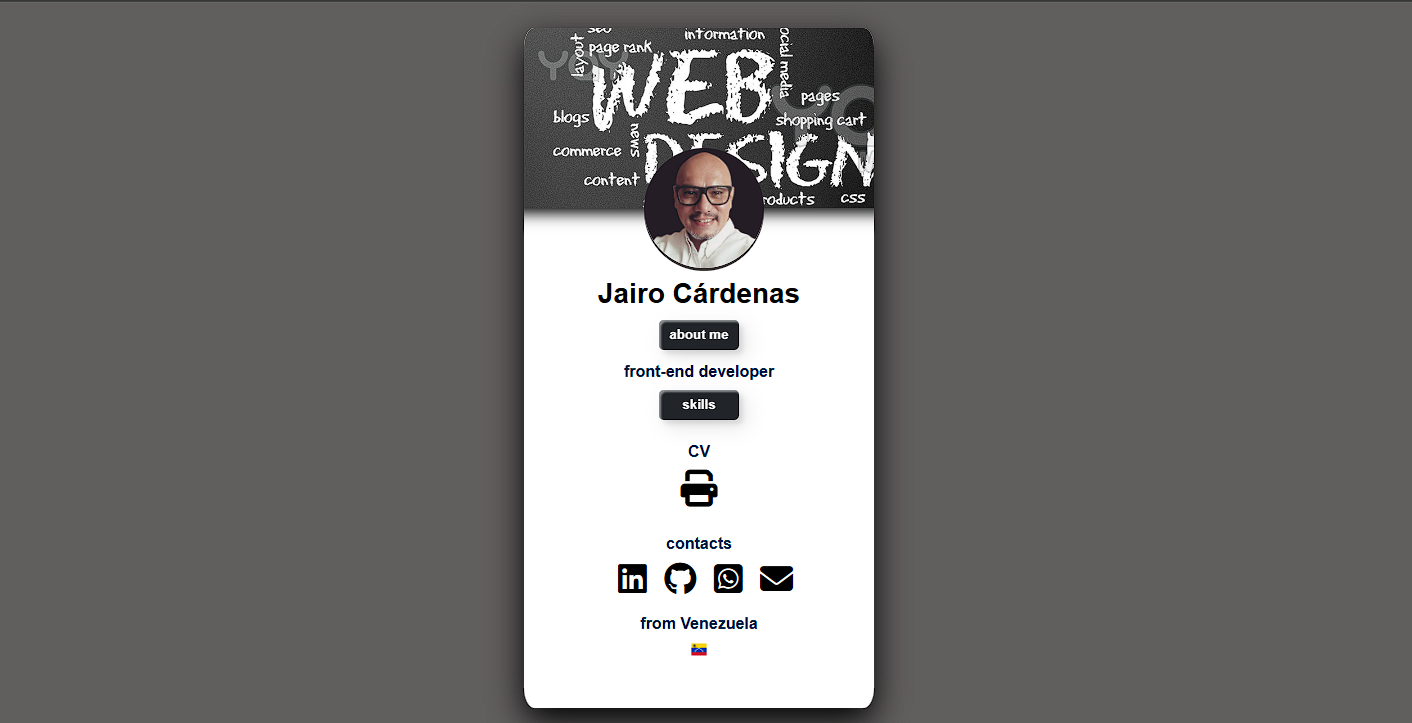 seo
information
layout
page rank
social media
WEB
pages
blogs
shopping cart
news
commerce
DESIGN
content
products
css
Jairo Cárdenas
about me
front-end developer
skills
CV
contacts
in
from Venezuela